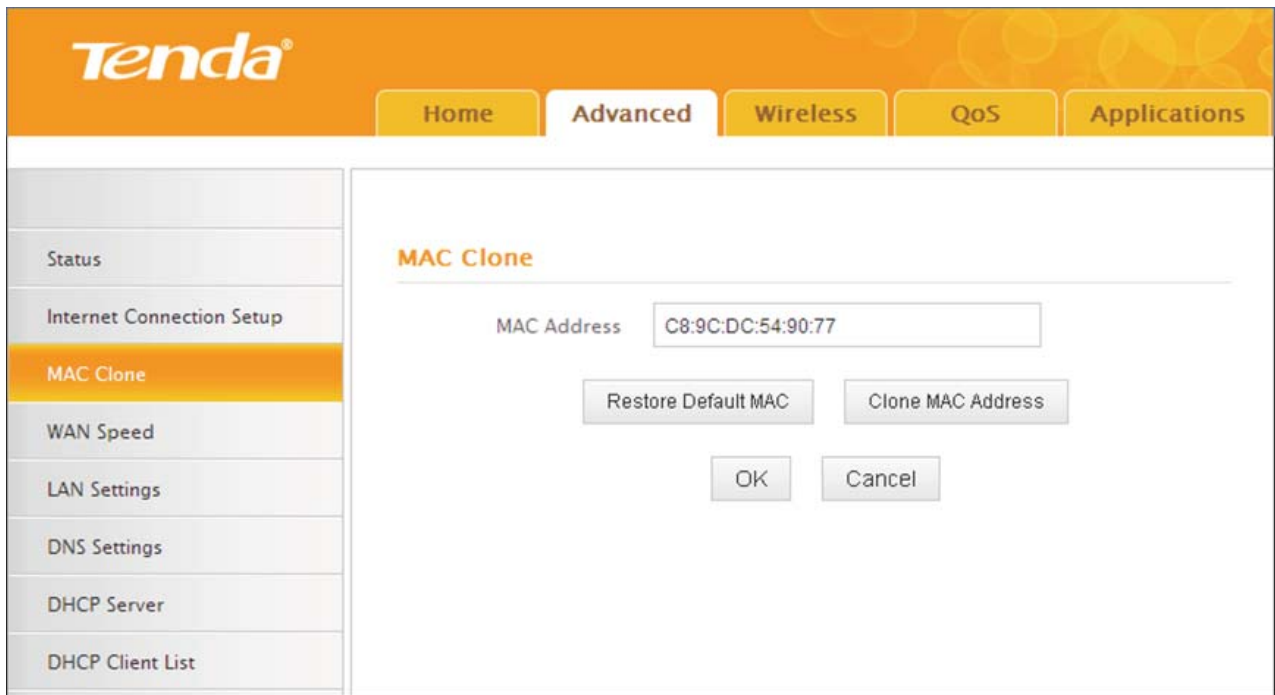 Tenda®
Home Advanced Wireless QoS Applications
Status
Internet Connection Setup
MAC Clone
WAN Speed
LAN Settings
DNS Settings
DHCP Server
DHCP Client List
MAC Clone
MAC Address C8:9C:DC:54:90:77
Restore Default MAC Clone MAC Address
OK Cancel